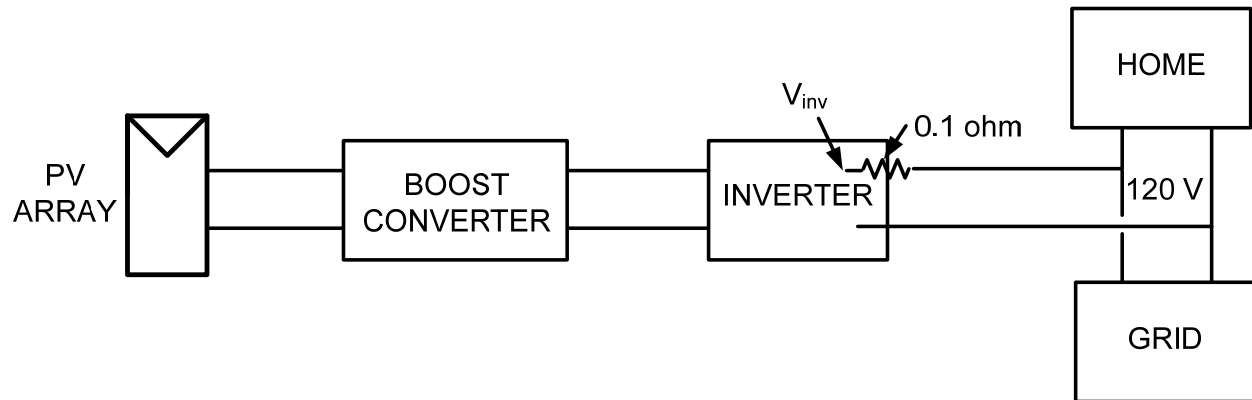 PV
ARRAY
BOOST
CONVERTER
INVERTER
Vinv
0.1 ohm
HOME
120 V
GRID